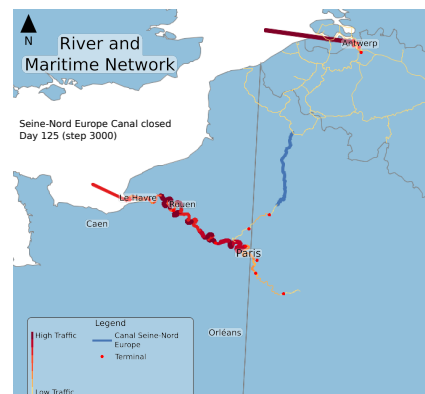 N
River and
Maritime Network
Antwerp
Seine-Nord Europe Canal closed
Day 125 (step 3000)
Le Havre
Rouen
Caen
Paris
Orléans
Legend
High Traffic
Canal Seine-Nord
Europe
Terminal
Low Traffic